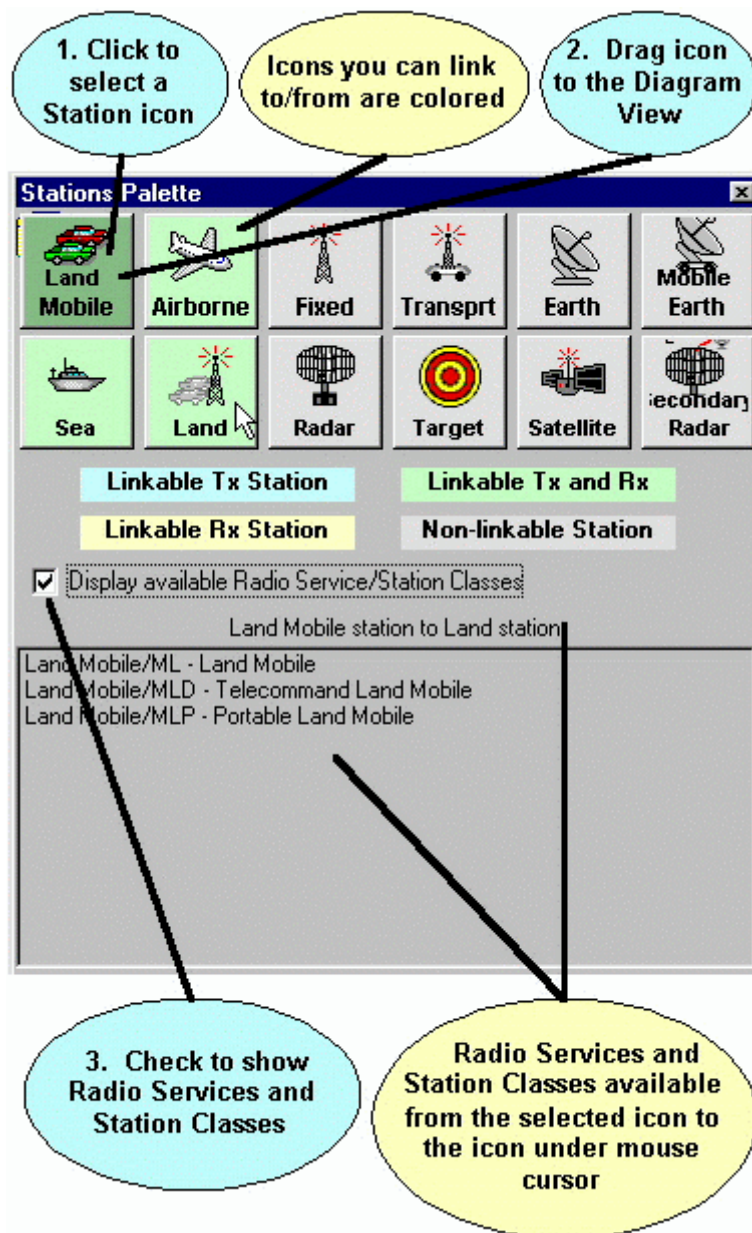 1. Click to
select a
Station icon
Icons you can link
to/from are colored
2. Drag icon
to the Diagram
View
Stations Palette
Land
Mobile
Airborne
Fixed
Transprt
Earth
Mobile
Earth
Sea
Land
Radar
Target
Satellite
Secondary
Radar
Linkable Tx Station
Linkable Tx and Rx
Linkable Rx Station
Non-linkable Station
Display available Radio Service/Station Classes
Land Mobile station to Land station
Land Mobile/ML - Land Mobile
Land Mobile/MLD - Telecommand Land Mobile
Land Mobile/MLP - Portable Land Mobile
3. Check to show
Radio Services and
Station Classes
Radio Services and
Station Classes available
from the selected icon to
the icon under mouse
cursor